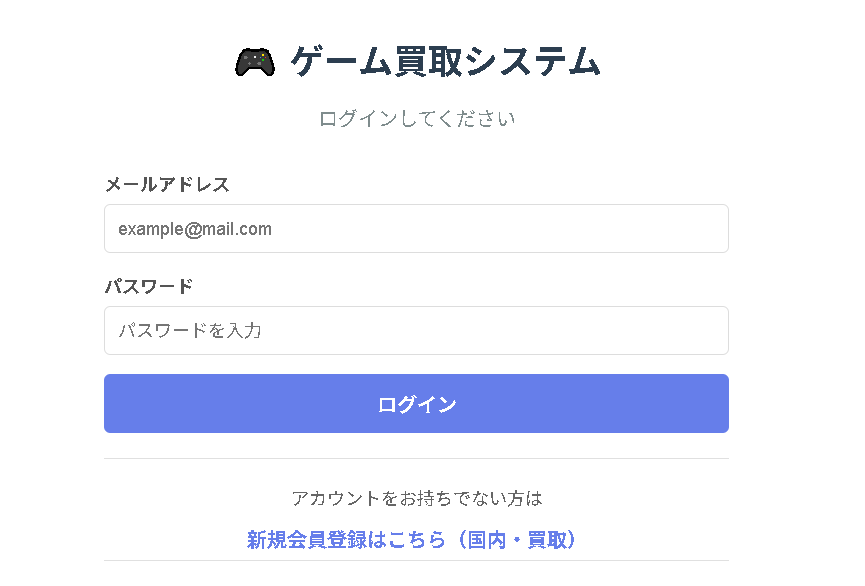 ゲーム買取システム
ログインしてください
メールアドレス
example@mail.com
パスワード
パスワードを入力
ログイン
アカウントをお持ちでない方は
新規会員登録はこちら（国内・買取）